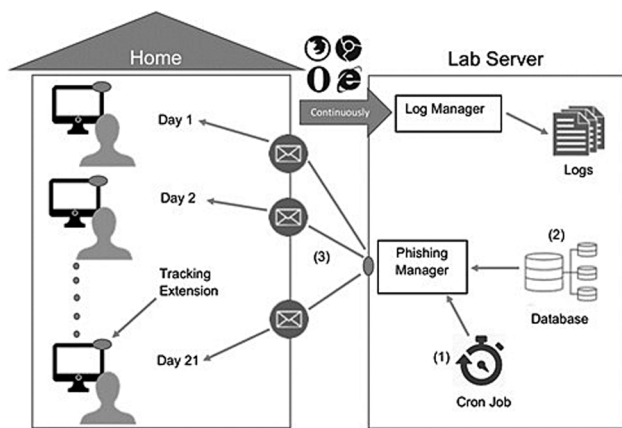 Home
Lab Server
Day 1
Continuously
Log Manager
Logs
Day 2
(3)
Phishing
Manager
(2)
Database
Tracking
Extension
Day 21
(1)
Cron Job